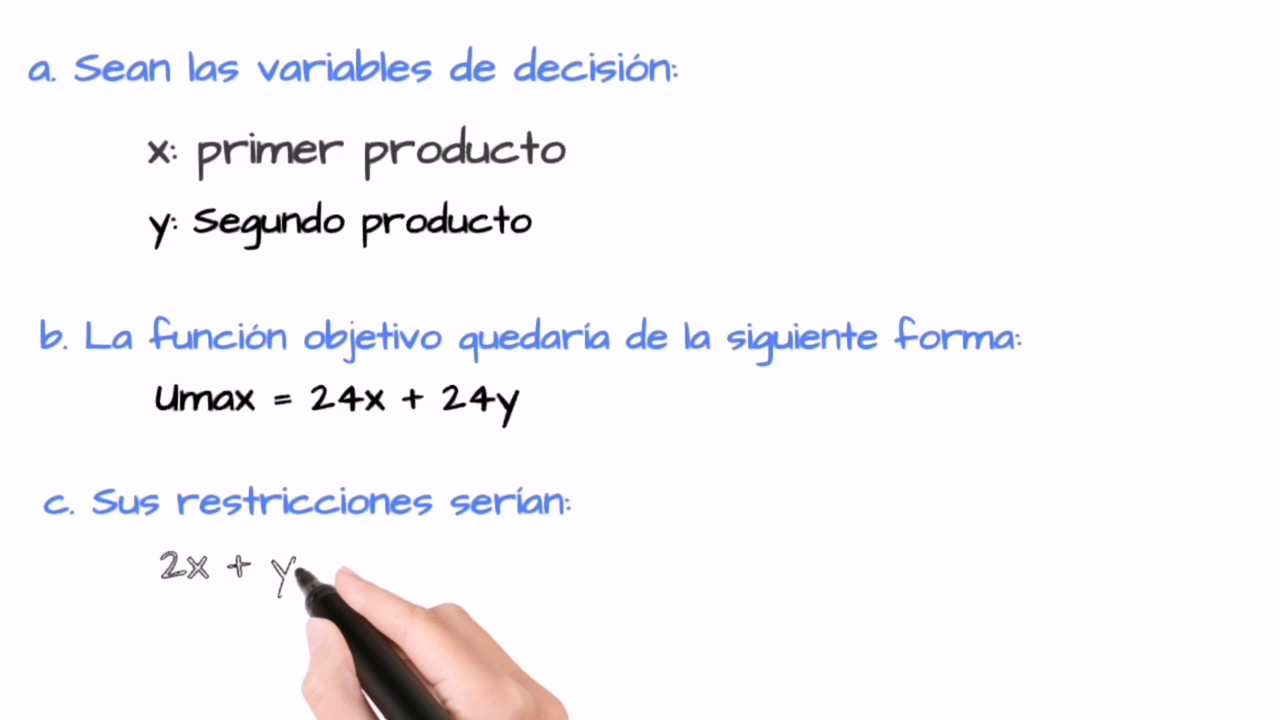 a. Sean las variables de decisión:
x: primer producto
y: Segundo producto
b. La función objetivo quedaría de la siguiente forma:
Umax = 24x + 24y
c. Sus restricciones serían:
2x + y